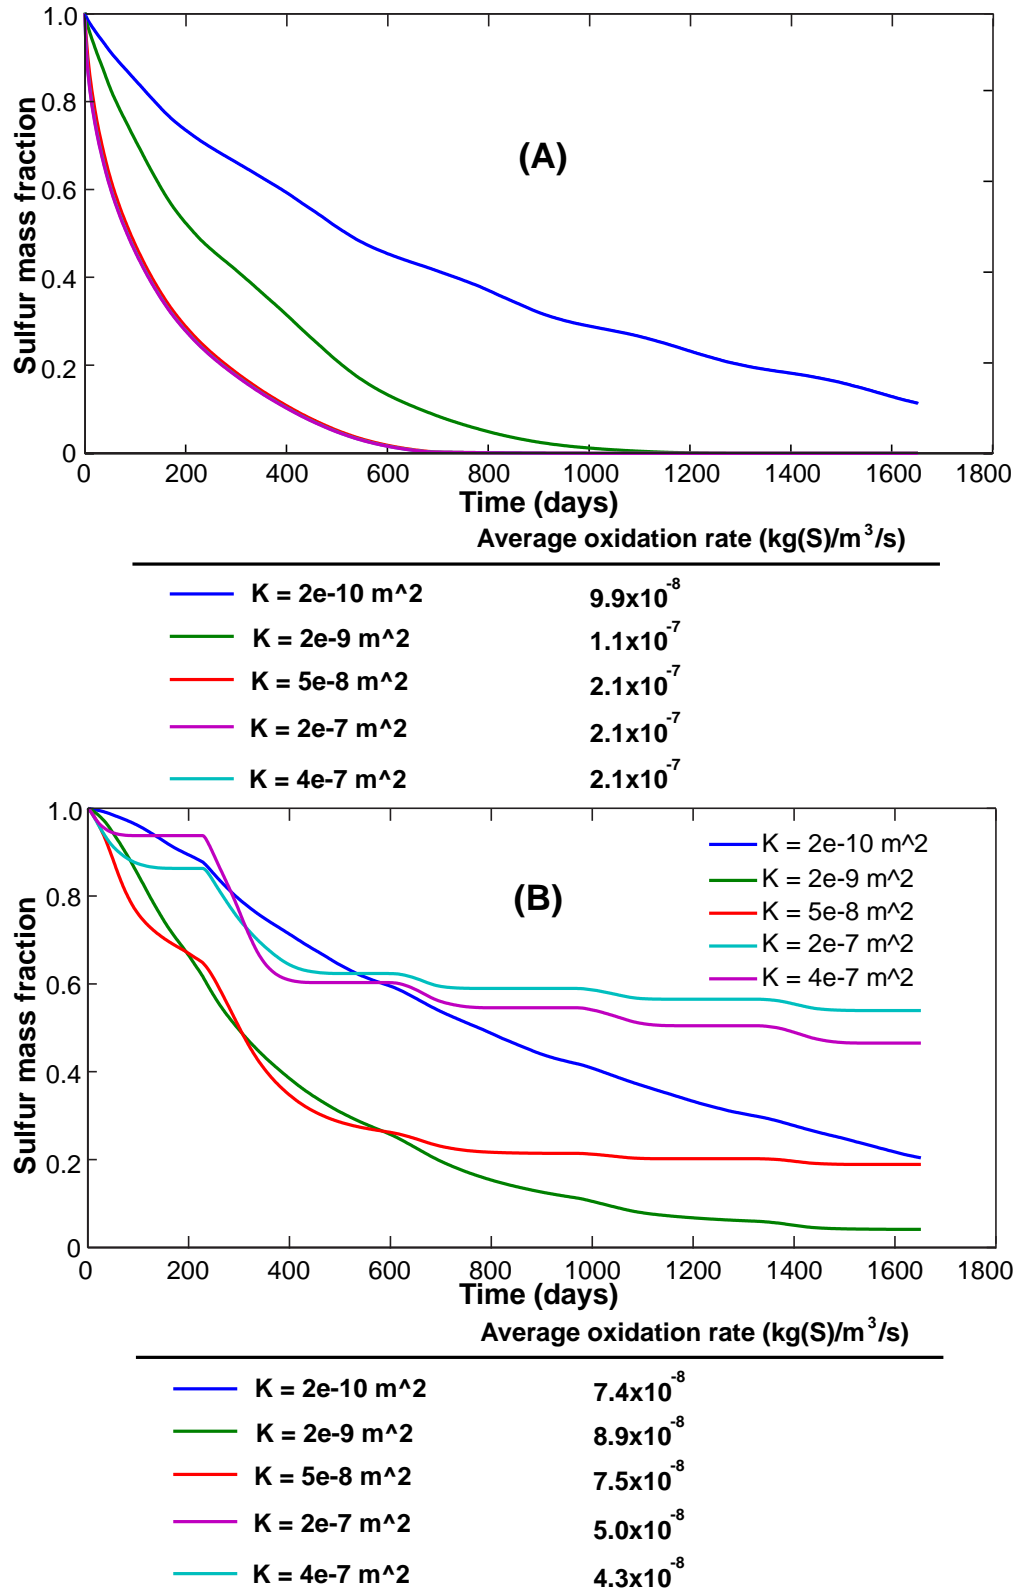 1.0
0.8
0.6
0.4
0.2
0
Sulfur mass fraction
(A)
0 200 400 600 800 1000 1200 1400 1600 1800
Time (days)
Average oxidation rate (kg(S)/m³/s)
K = 2e-10 m^2 9.9x10⁻⁸
K = 2e-9 m^2 1.1x10⁻⁷
K = 5e-8 m^2 2.1x10⁻⁷
K = 2e-7 m^2 2.1x10⁻⁷
K = 4e-7 m^2 2.1x10⁻⁷
1.0
0.8
0.6
0.4
0.2
0
Sulfur mass fraction
(B)
K = 2e-10 m^2
K = 2e-9 m^2
K = 5e-8 m^2
K = 2e-7 m^2
K = 4e-7 m^2
0 200 400 600 800 1000 1200 1400 1600 1800
Time (days)
Average oxidation rate (kg(S)/m³/s)
K = 2e-10 m^2 7.4x10⁻⁸
K = 2e-9 m^2 8.9x10⁻⁸
K = 5e-8 m^2 7.5x10⁻⁸
K = 2e-7 m^2 5.0x10⁻⁸
K = 4e-7 m^2 4.3x10⁻⁸